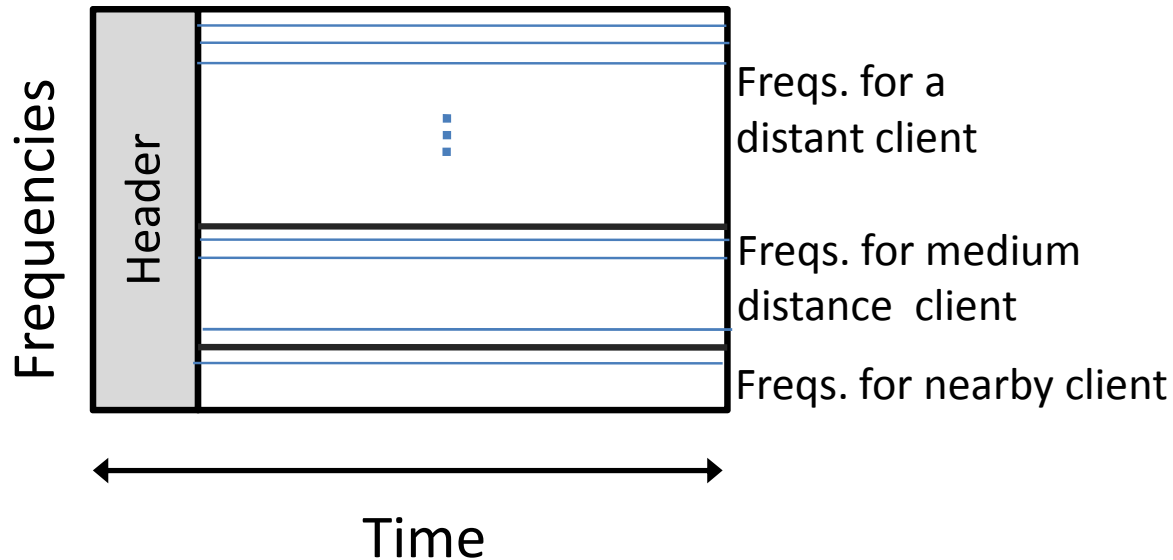 Frequencies
Header
Freqs. for a
distant client
Freqs. for medium
distance client
Freqs. for nearby client
Time